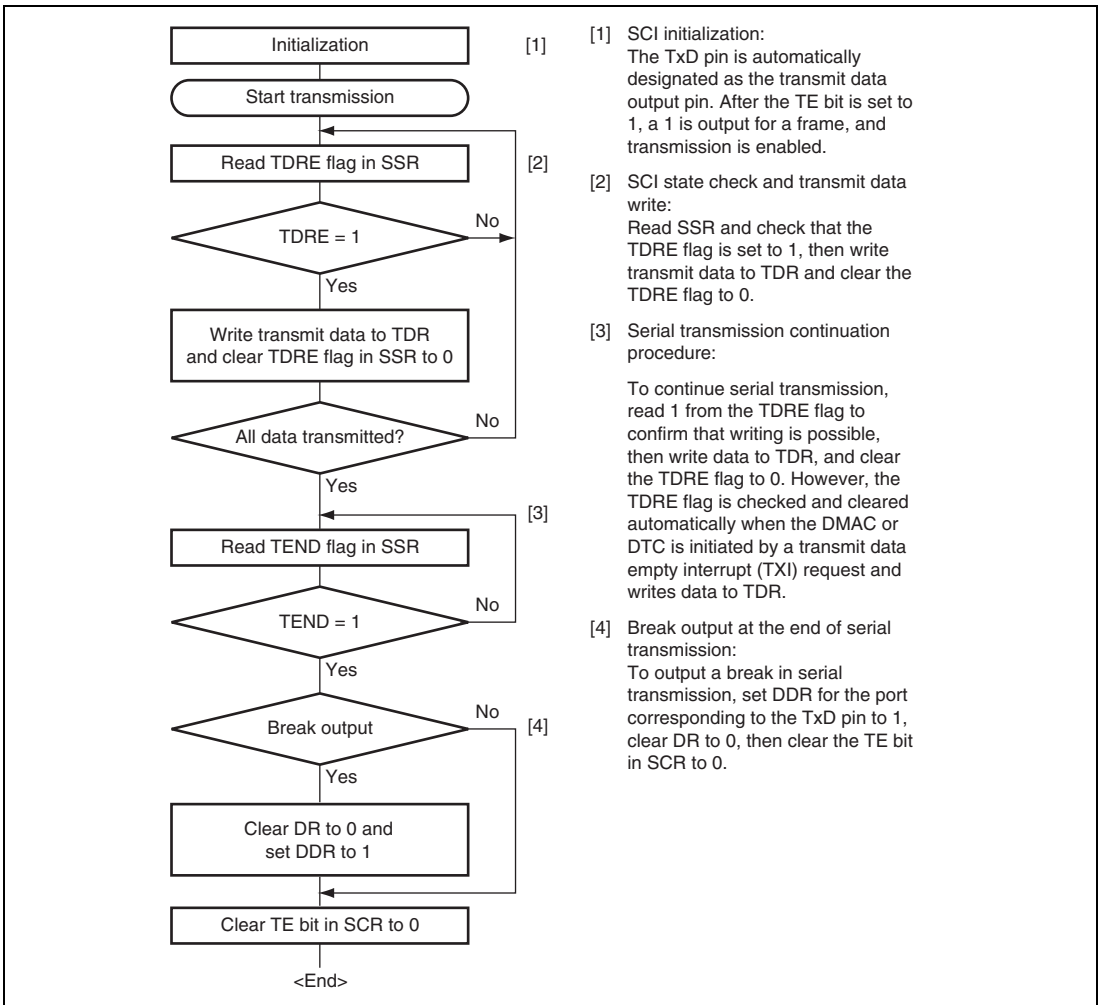 Initialization
[1]
Start transmission
Read TDRE flag in SSR
[2]
TDRE = 1
No
Yes
Write transmit data to TDR
and clear TDRE flag in SSR to 0
All data transmitted?
No
Yes
[3]
Read TEND flag in SSR
TEND = 1
No
Yes
Break output
No
[4]
Yes
Clear DR to 0 and
set DDR to 1
Clear TE bit in SCR to 0
<End>
[1] SCI initialization:
The TxD pin is automatically
designated as the transmit data
output pin. After the TE bit is set to
1, a 1 is output for a frame, and
transmission is enabled.
[2] SCI state check and transmit data
write:
Read SSR and check that the
TDRE flag is set to 1, then write
transmit data to TDR and clear the
TDRE flag to 0.
[3] Serial transmission continuation
procedure:
To continue serial transmission,
read 1 from the TDRE flag to
confirm that writing is possible,
then write data to TDR, and clear
the TDRE flag to 0. However, the
TDRE flag is checked and cleared
automatically when the DMAC or
DTC is initiated by a transmit data
empty interrupt (TXI) request and
writes data to TDR.
[4] Break output at the end of serial
transmission:
To output a break in serial
transmission, set DDR for the port
corresponding to the TxD pin to 1,
clear DR to 0, then clear the TE bit
in SCR to 0.